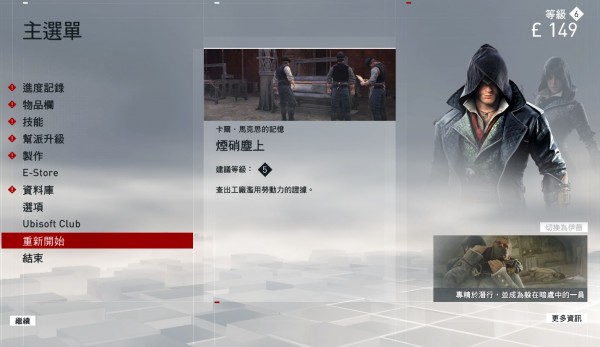 主選單
等級 6
£ 149
進度記錄
物品欄
技能
幫派升級
製作
E-Store
資料庫
選項
Ubisoft Club
重新開始
結束
卡爾·馬克思的記憶
煙硝塵上
建議等級： 5
查出工廠濫用勞動力的證據。
切換為伊薇
專精於潛行，並成為躲在暗處中的一員
繼續
更多資訊